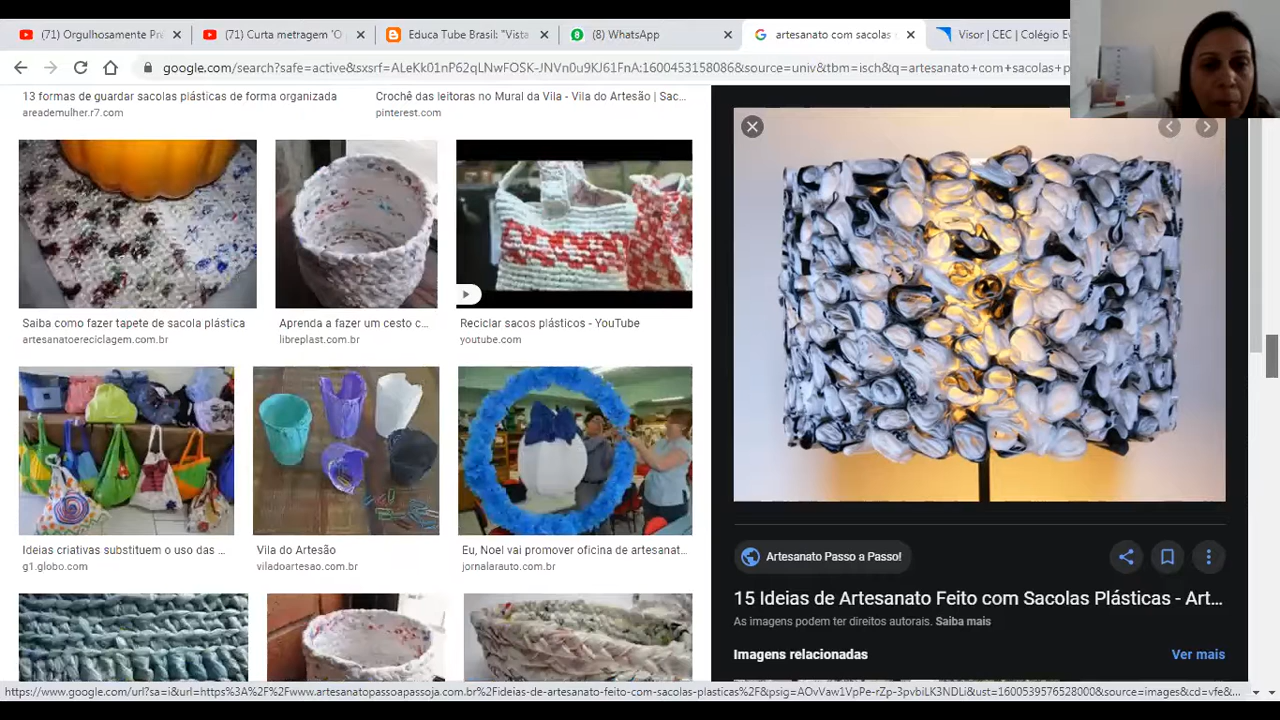 (71) Orgulhosamente Pr
(71) Curta metragem "O
Educa Tube Brasil: "Vista
(8) WhatsApp
artesanato com sacolas
Visor | CEC | Colégio
google.com/search?safe=active&sxsrf=
:1600453158086&source=univ&tbm=isch&q=artesanato+com+sacolas+p
13 formas de guardar sacolas plásticas de forma organizada
areademulher.r7.com
Crochê das leitoras no Mural da Vila - Vila do Artesão | Sac...
pinterest.com
Saiba como fazer tapete de sacola plástica
artesanatoereciclagem.com.br
Aprenda a fazer um cesto c...
libreplast.com.br
Reciclar sacos plásticos - YouTube
youtube.com
Ideias criativas substituem o uso das ...
g1.globo.com
Vila do Artesão
viladoartesao.com.br
Eu, Noel vai promover oficina de artesanat...
jornalarauto.com.br
Artesanato Passo a Passo!
15 Ideias de Artesanato Feito com Sacolas Plásticas - Art...
As imagens podem ter direitos autorais. Saiba mais
Imagens relacionadas
Ver mais
https://www.google.com/url?sa=i&url=https%3A%2F%2Fwww.artesanatopassoapassoja.com.br%2Fideias-de-artesanato-feito-com-sacolas-plasticas%2F&psig=AOvVaw1VpPe-rZp-3pvbiLK3NDLi&ust=1600539576528000&source=images&cd=vfe&...